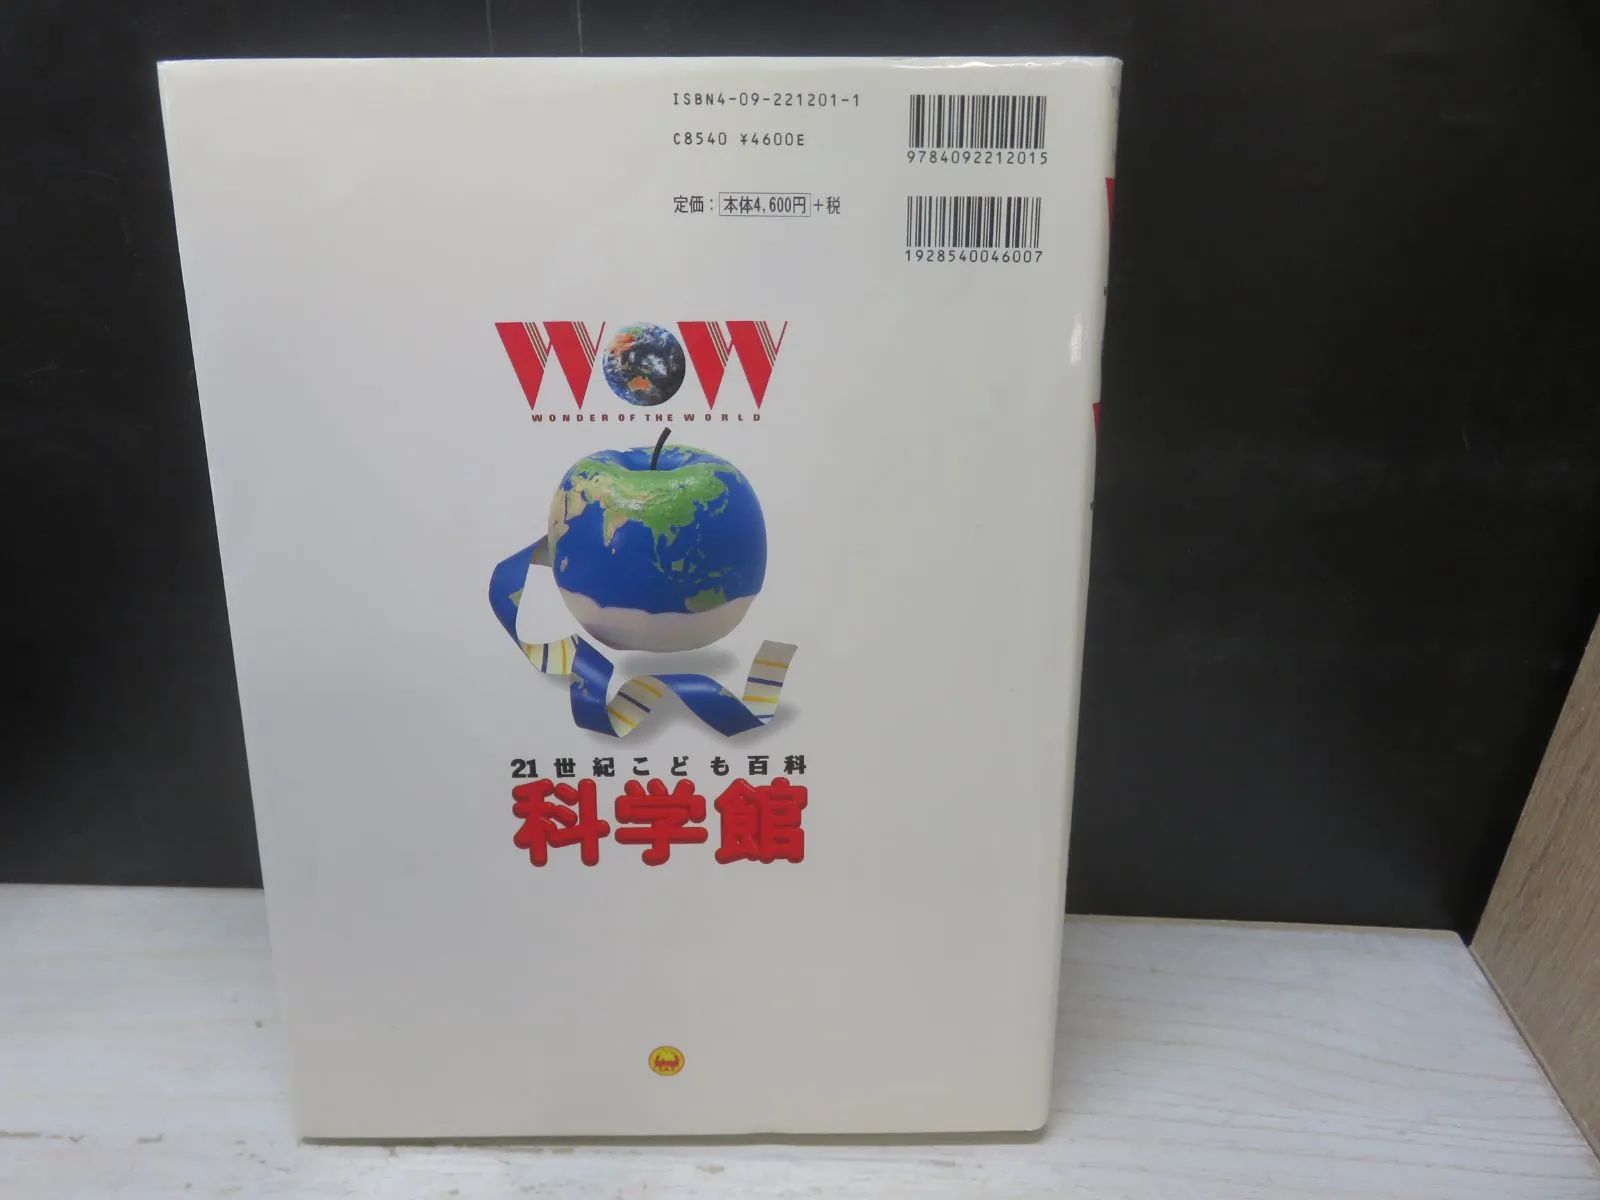 ISBN4-09-221201-1
C8540 ¥4600E
定価：本体4,600円+税
9784092212015
1928540046007
WOW
WONDER OF THE WORLD
21世紀こども百科
科学館